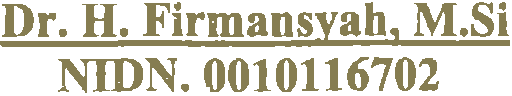 Dr. H. Firmansyah, M.Si
NIDN. 0010116702